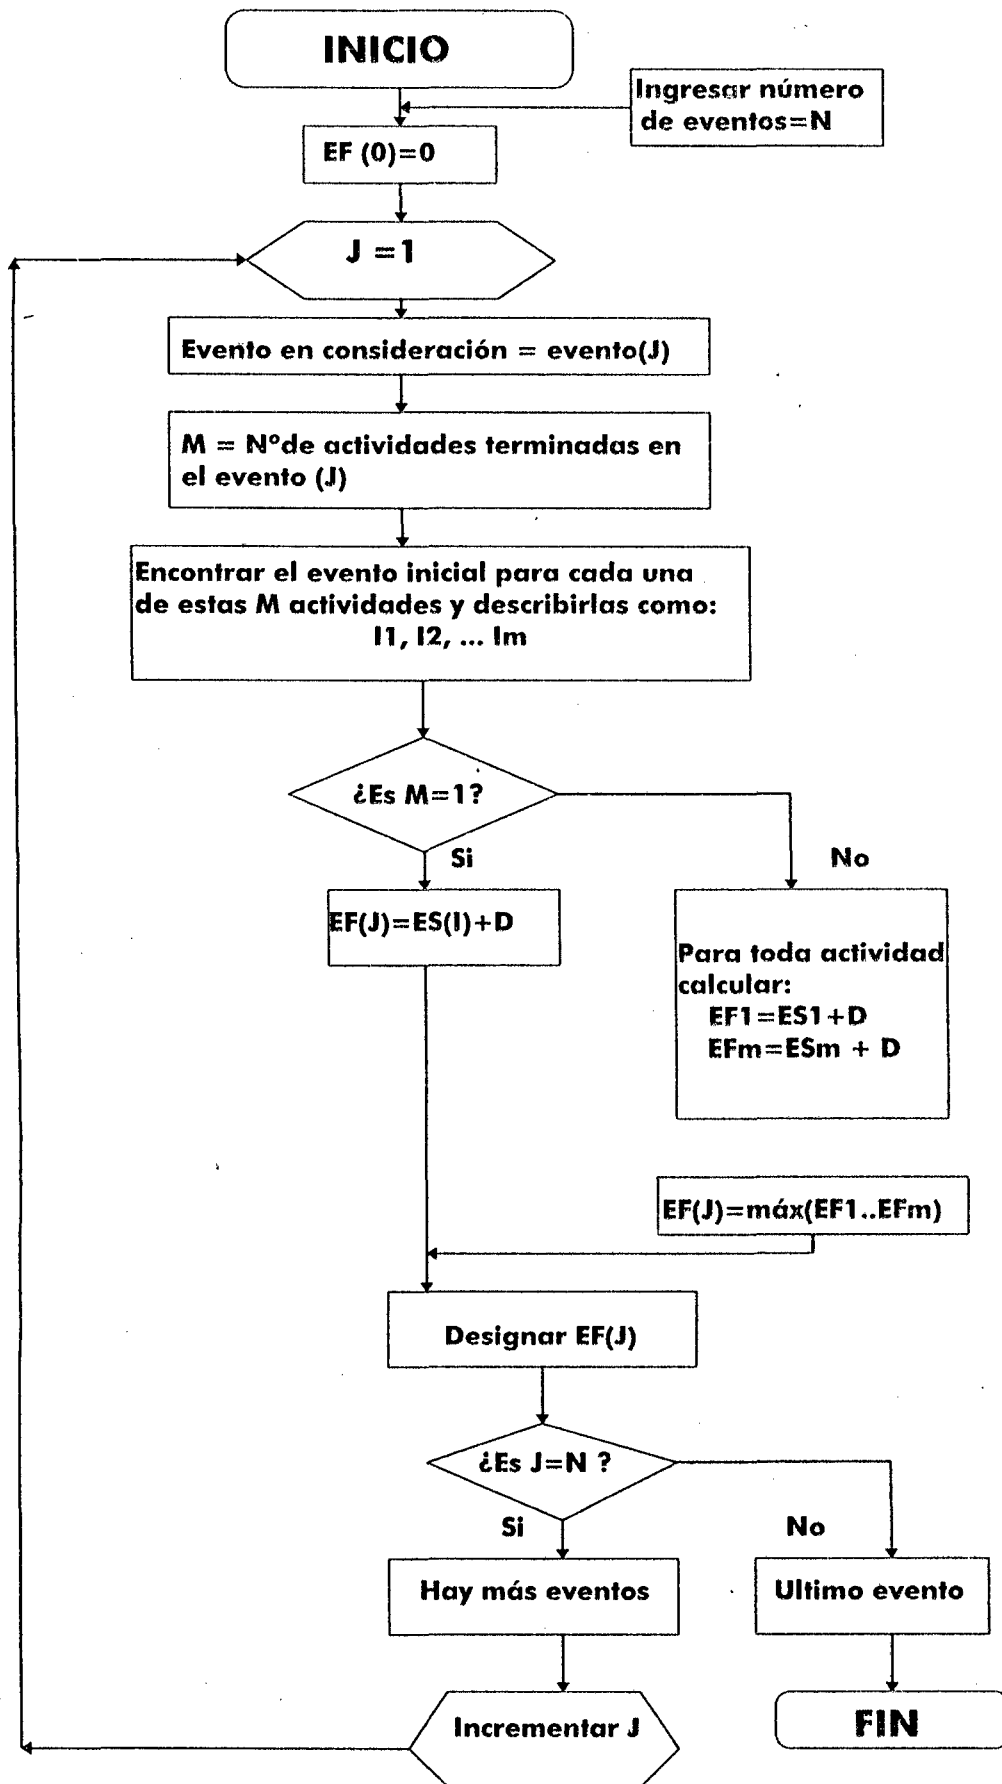 INICIO
Ingresar número
de eventos=N
EF (0)=0
J =1
Evento en consideración = evento(J)
M = Nºde actividades terminadas en
el evento (J)
Encontrar el evento inicial para cada una
de estas M actividades y describirlas como:
I1, I2, ... Im
¿Es M=1?
Si
No
EF(J)=ES(I)+D
Para toda actividad
calcular:
EF1=ES1+D
EFm=ESm + D
EF(J)=máx(EF1..EFm)
Designar EF(J)
¿Es J=N ?
Si
No
Hay más eventos
Ultimo evento
Incrementar J
FIN